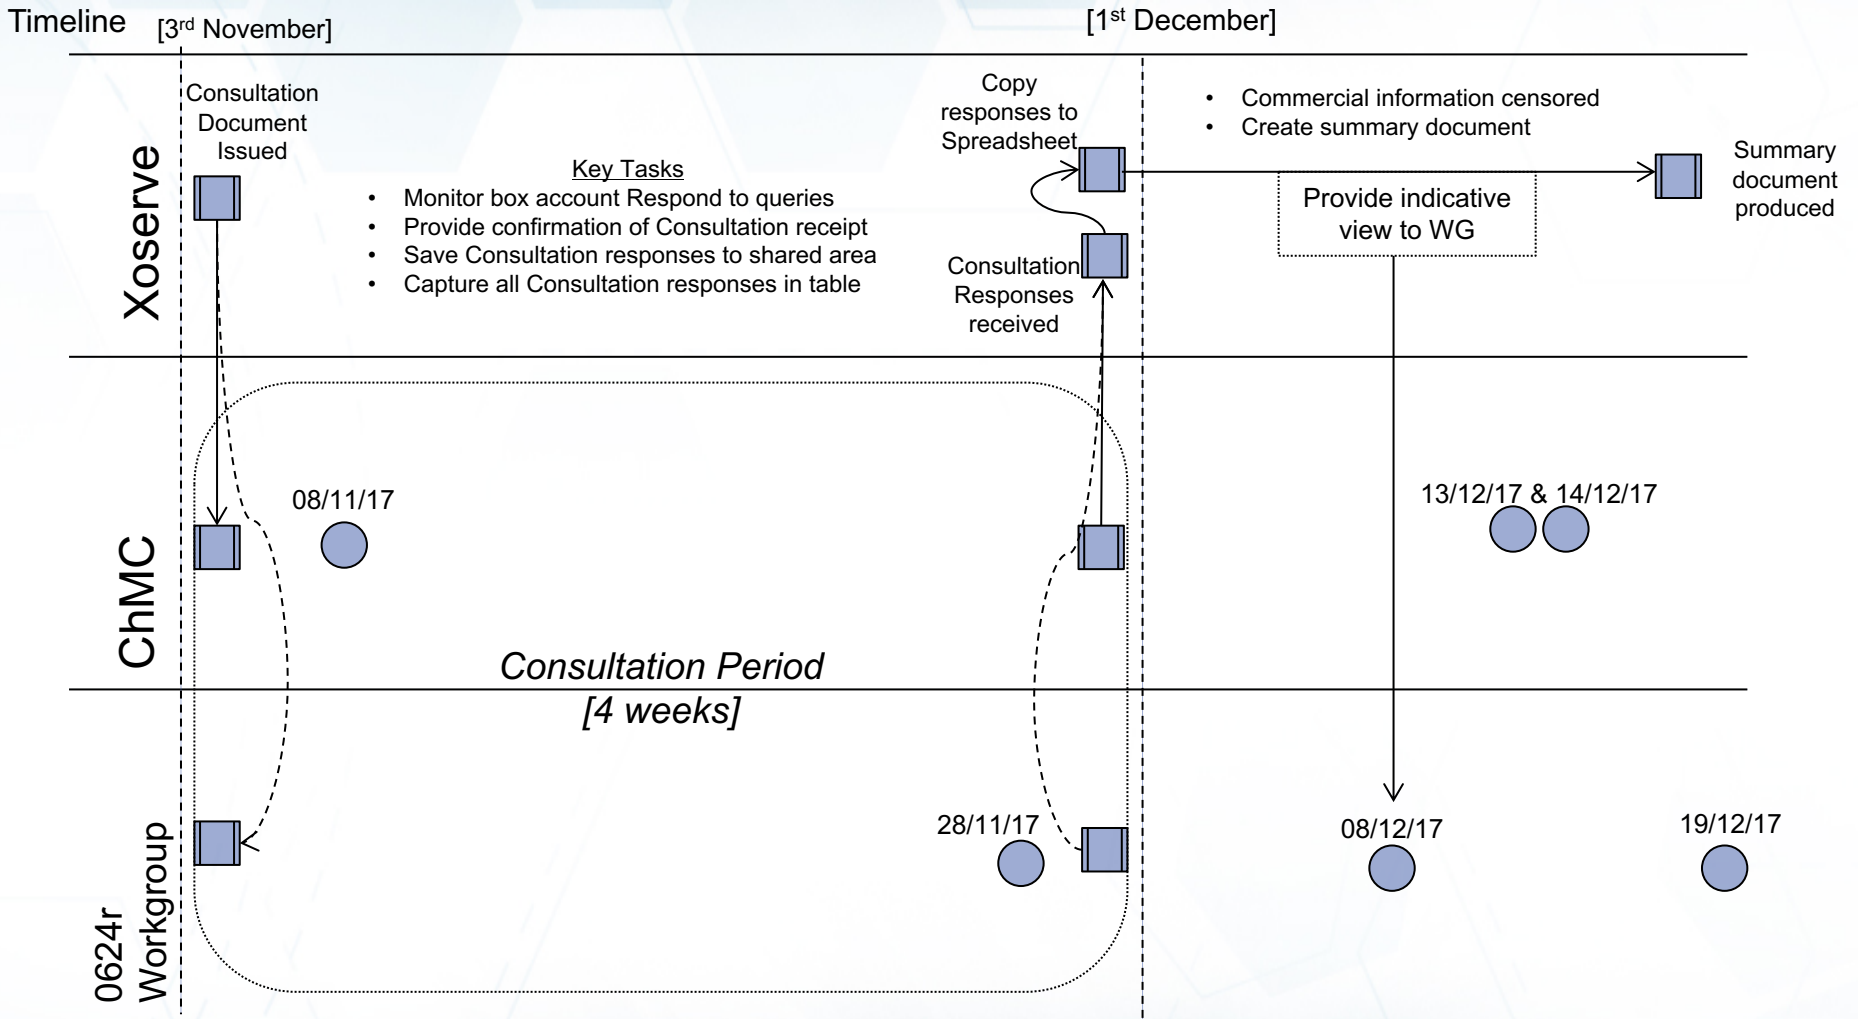 Timeline
[3rd November]
[1st December]
Xoserve
Consultation
Document
Issued
Key Tasks
• Monitor box account Respond to queries
• Provide confirmation of Consultation receipt
• Save Consultation responses to shared area
• Capture all Consultation responses in table
Copy
responses to
Spreadsheet
Consultation
Responses
received
• Commercial information censored
• Create summary document
Provide indicative
view to WG
Summary
document
produced
ChMC
08/11/17
13/12/17 & 14/12/17
Consultation Period
[4 weeks]
0624r
Workgroup
28/11/17
08/12/17
19/12/17